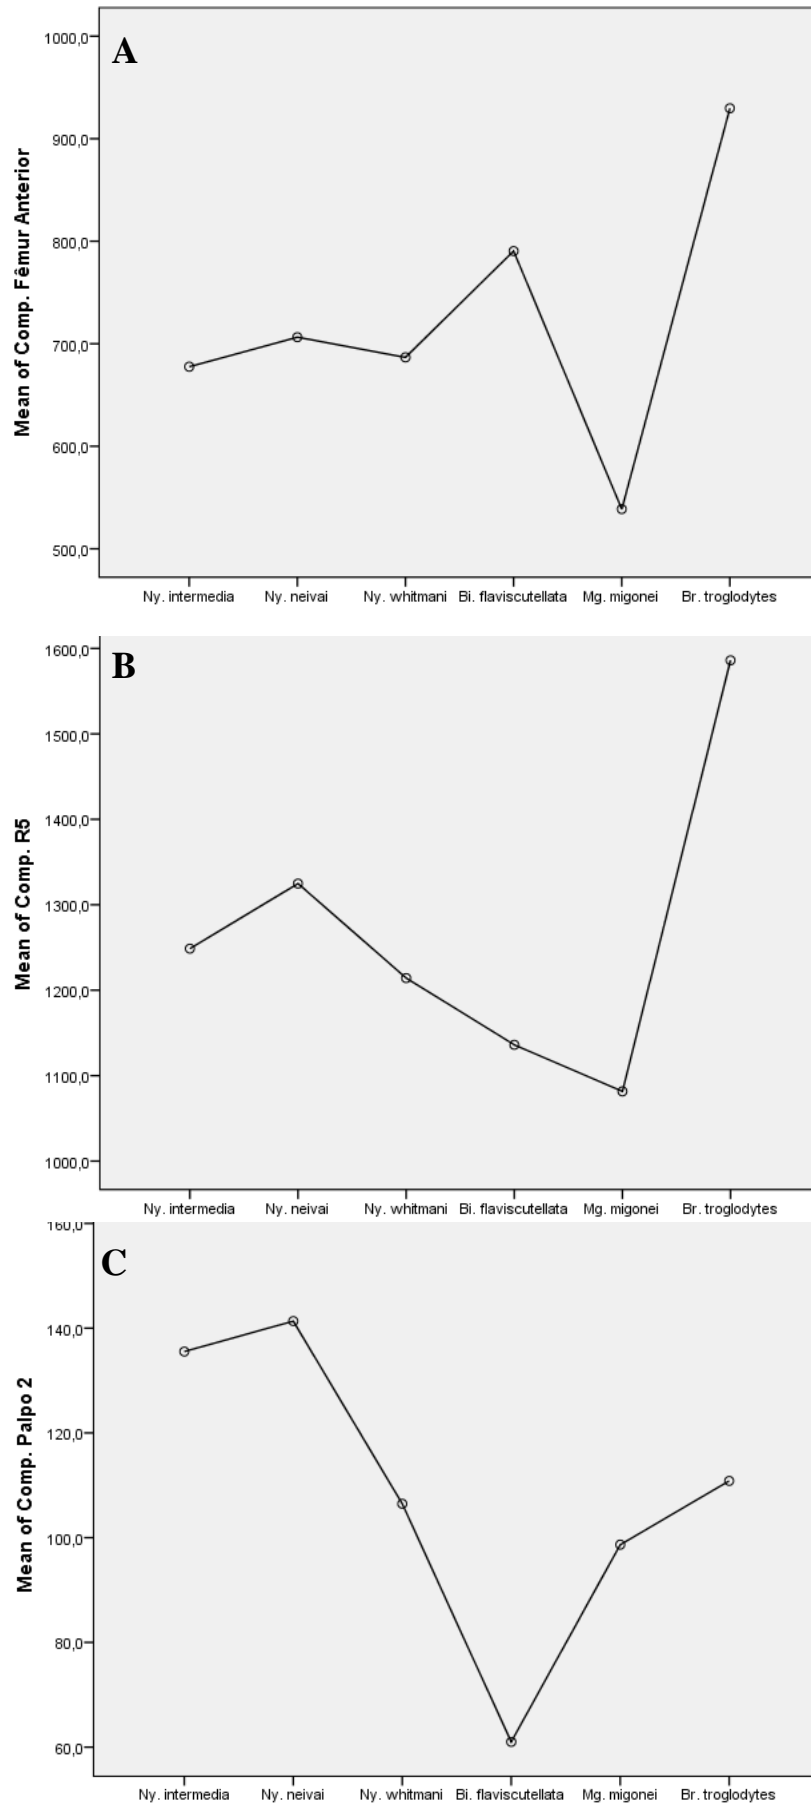 A
Mean of Comp. Fêmur Anterior
1000,0
900,0
800,0
700,0
600,0
500,0
Ny. intermedia Ny. neivai Ny. whitmani Bi. flaviscutellata Mg. migonei Br. troglodytes
B
Mean of Comp. R5
1600,0
1500,0
1400,0
1300,0
1200,0
1100,0
1000,0
Ny. intermedia Ny. neivai Ny. whitmani Bi. flaviscutellata Mg. migonei Br. troglodytes
C
Mean of Comp. Palpo 2
160,0
140,0
120,0
100,0
80,0
60,0
Ny. intermedia Ny. neivai Ny. whitmani Bi. flaviscutellata Mg. migonei Br. troglodytes